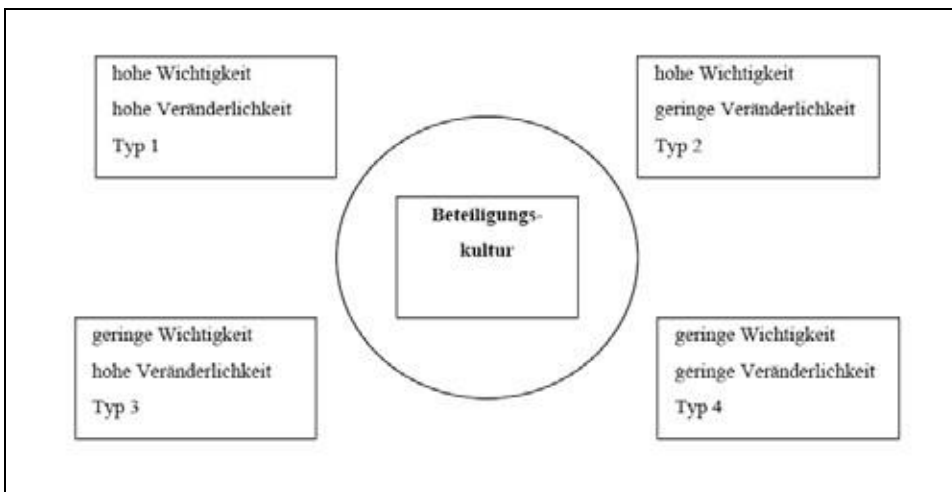 hohe Wichtigkeit
hohe Veränderlichkeit
Typ 1
hohe Wichtigkeit
geringe Veränderlichkeit
Typ 2
Beteiligungs-
kultur
geringe Wichtigkeit
hohe Veränderlichkeit
Typ 3
geringe Wichtigkeit
geringe Veränderlichkeit
Typ 4